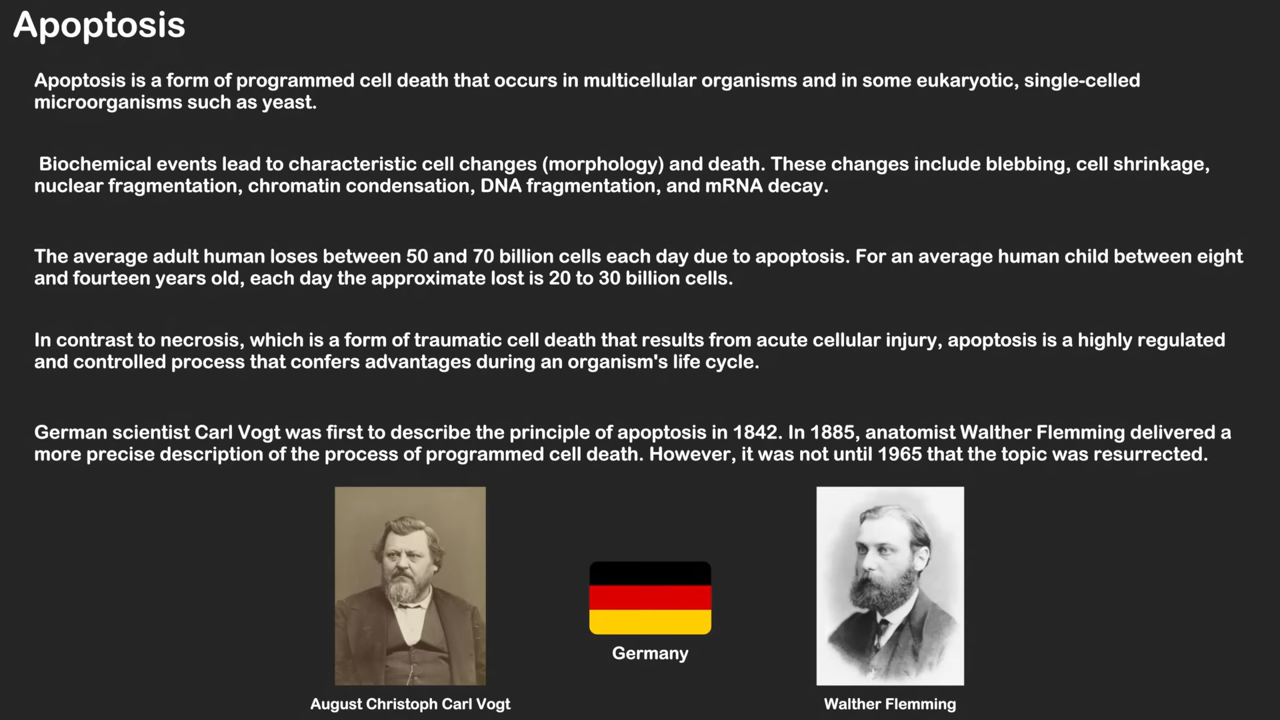 Apoptosis
Apoptosis is a form of programmed cell death that occurs in multicellular organisms and in some eukaryotic, single-celled
microorganisms such as yeast.
Biochemical events lead to characteristic cell changes (morphology) and death. These changes include blebbing, cell shrinkage,
nuclear fragmentation, chromatin condensation, DNA fragmentation, and mRNA decay.
The average adult human loses between 50 and 70 billion cells each day due to apoptosis. For an average human child between eight
and fourteen years old, each day the approximate lost is 20 to 30 billion cells.
In contrast to necrosis, which is a form of traumatic cell death that results from acute cellular injury, apoptosis is a highly regulated
and controlled process that confers advantages during an organism's life cycle.
German scientist Carl Vogt was first to describe the principle of apoptosis in 1842. In 1885, anatomist Walther Flemming delivered a
more precise description of the process of programmed cell death. However, it was not until 1965 that the topic was resurrected.
Germany
August Christoph Carl Vogt
Walther Flemming